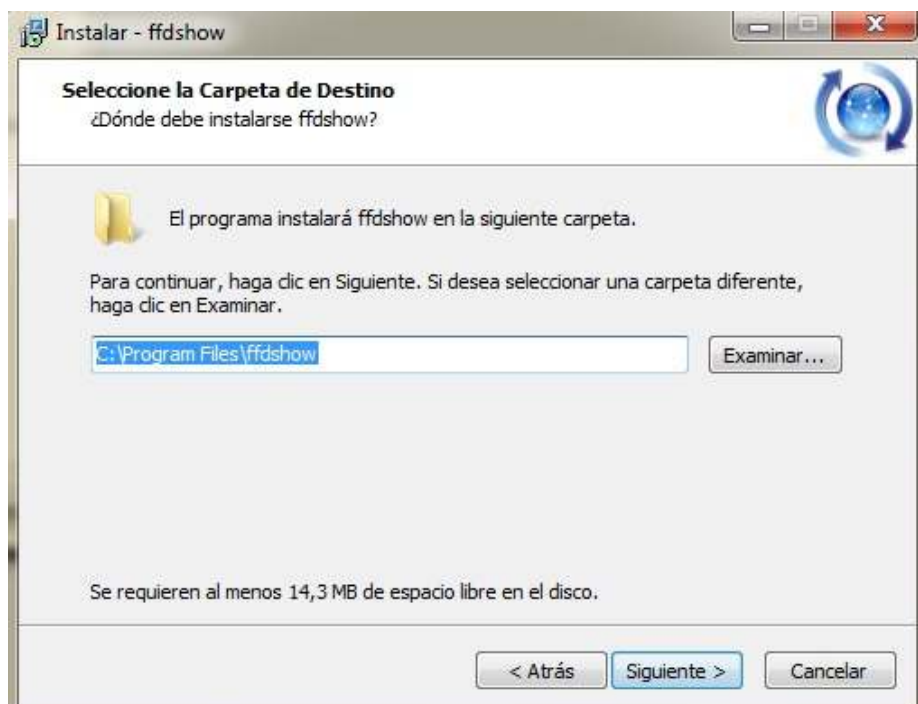 Instalar - ffdshow
Seleccione la Carpeta de Destino
¿Dónde debe instalarse ffdshow?
El programa instalará ffdshow en la siguiente carpeta.
Para continuar, haga clic en Siguiente. Si desea seleccionar una carpeta diferente,
haga clic en Examinar.
C:\Program Files\ffdshow
Examinar...
Se requieren al menos 14,3 MB de espacio libre en el disco.
< Atrás
Siguiente >
Cancelar